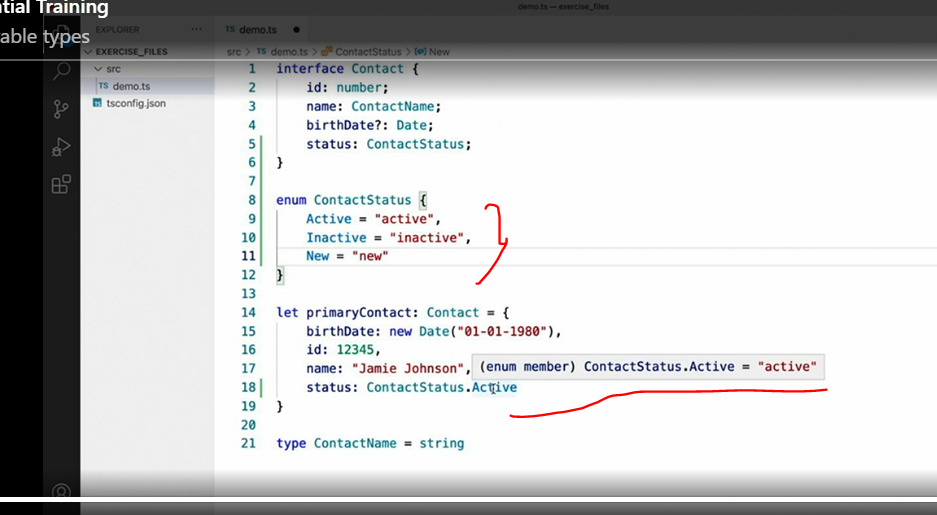 ntial Training
able types
demo.ts — exercise_files
EXPLORER
···
TS demo.ts ●
EXERCISE_FILES
src
TS demo.ts
tsconfig.json
src > TS demo.ts > ContactStatus > New
1 interface Contact {
2 id: number;
3 name: ContactName;
4 birthDate?: Date;
5 status: ContactStatus;
6 }
7
8 enum ContactStatus {
9 Active = "active",
10 Inactive = "inactive",
11 New = "new"
12 }
13
14 let primaryContact: Contact = {
15 birthDate: new Date("01-01-1980"),
16 id: 12345,
17 name: "Jamie Johnson",
(enum member) ContactStatus.Active = "active"
18 status: ContactStatus.Active
19 }
20
21 type ContactName = string